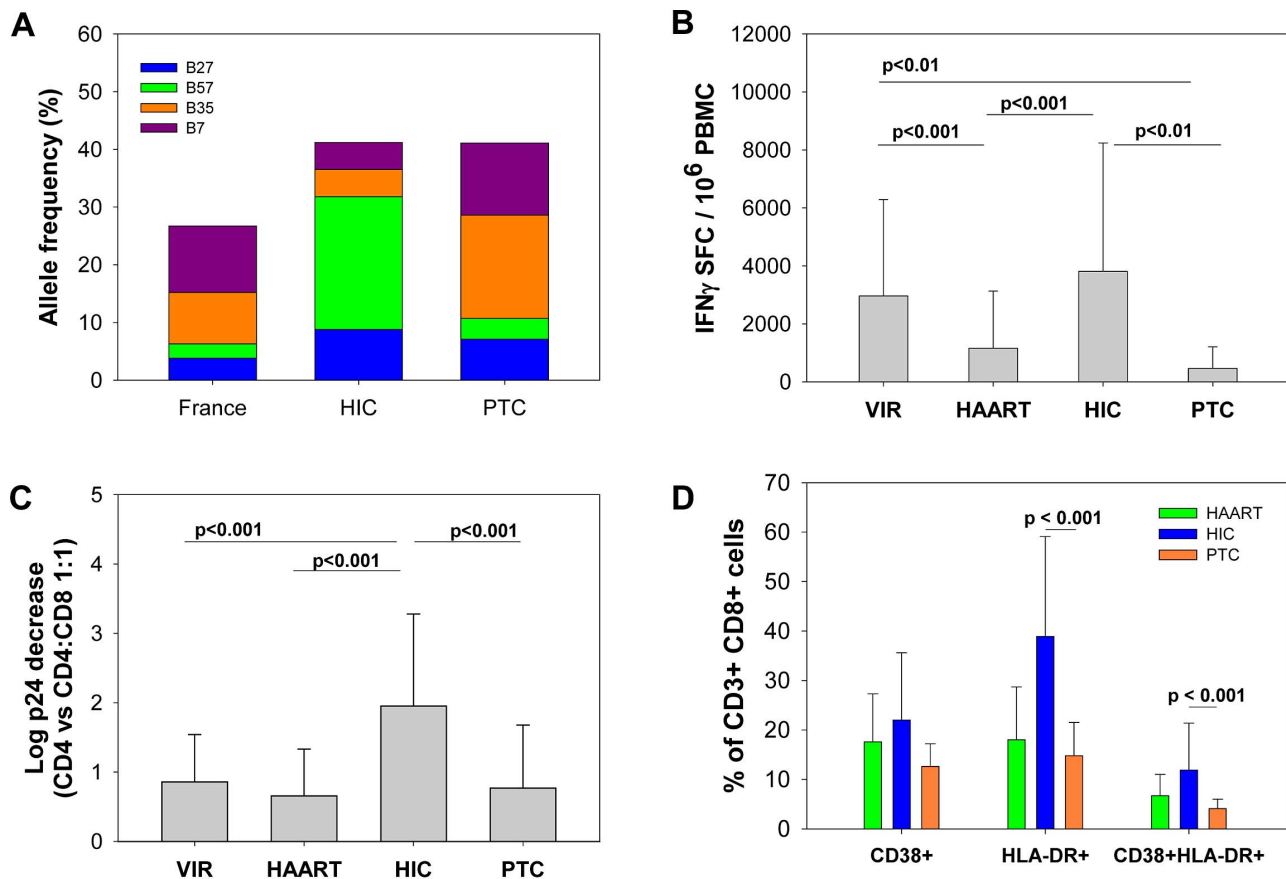 A
Allele frequency (%)
60
50
40
30
20
10
0
B27
B57
B35
B7
France HIC PTC
B
IFNγ SFC / 10⁶ PBMC
12000
10000
8000
6000
4000
2000
0
p<0.01
p<0.001
p<0.001
p<0.01
VIR HAART HIC PTC
C
Log p24 decrease
(CD4 vs CD4:CD8 1:1)
5
4
3
2
1
0
p<0.001
p<0.001
p<0.001
VIR HAART HIC PTC
D
% of CD3+ CD8+ cells
70
60
50
40
30
20
10
0
HAART
HIC
PTC
p < 0.001
p < 0.001
CD38+ HLA-DR+ CD38+HLA-DR+